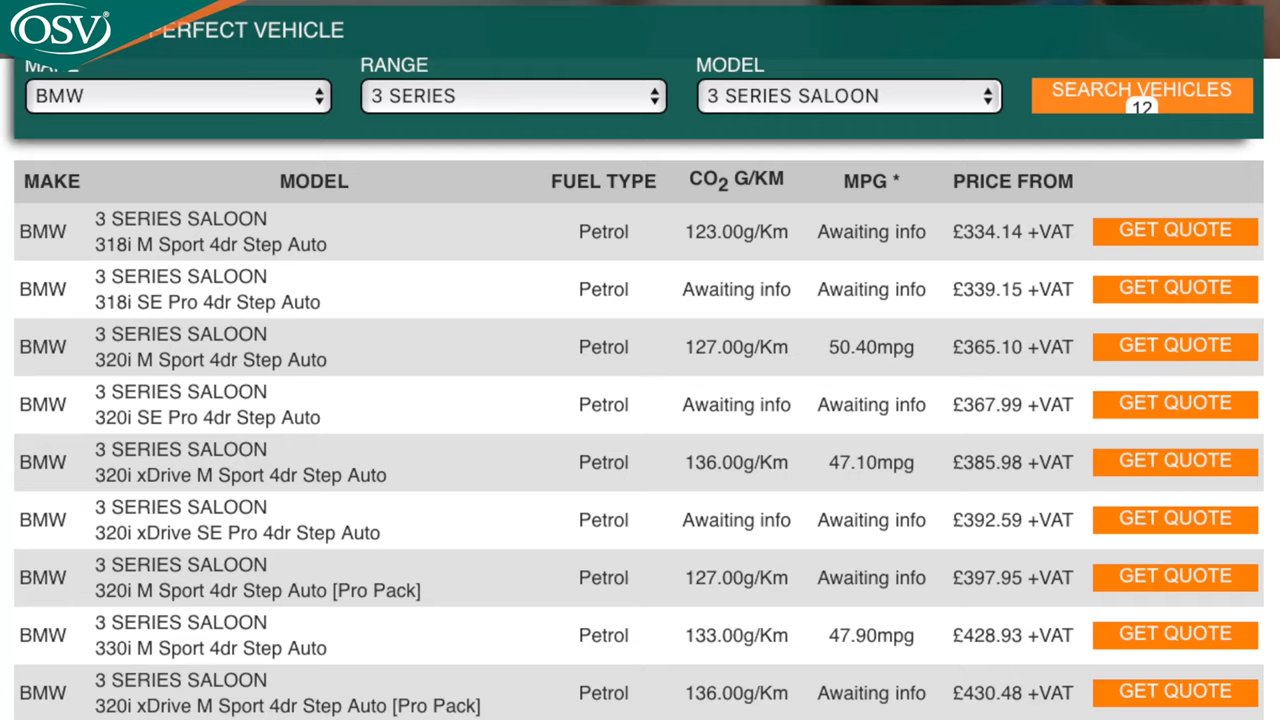 OSV®
PERFECT VEHICLE
RANGE
MODEL
BMW
3 SERIES
3 SERIES SALOON
SEARCH VEHICLES
12
MAKE MODEL FUEL TYPE CO2 G/KM MPG * PRICE FROM
3 SERIES SALOON
BMW 318i M Sport 4dr Step Auto Petrol 123.00g/Km Awaiting info £334.14 +VAT GET QUOTE
3 SERIES SALOON
BMW 318i SE Pro 4dr Step Auto Petrol Awaiting info Awaiting info £339.15 +VAT GET QUOTE
3 SERIES SALOON
BMW 320i M Sport 4dr Step Auto Petrol 127.00g/Km 50.40mpg £365.10 +VAT GET QUOTE
3 SERIES SALOON
BMW 320i SE Pro 4dr Step Auto Petrol Awaiting info Awaiting info £367.99 +VAT GET QUOTE
3 SERIES SALOON
BMW 320i xDrive M Sport 4dr Step Auto Petrol 136.00g/Km 47.10mpg £385.98 +VAT GET QUOTE
3 SERIES SALOON
BMW 320i xDrive SE Pro 4dr Step Auto Petrol Awaiting info Awaiting info £392.59 +VAT GET QUOTE
3 SERIES SALOON
BMW 320i M Sport 4dr Step Auto [Pro Pack] Petrol 127.00g/Km Awaiting info £397.95 +VAT GET QUOTE
3 SERIES SALOON
BMW 330i M Sport 4dr Step Auto Petrol 133.00g/Km 47.90mpg £428.93 +VAT GET QUOTE
3 SERIES SALOON
BMW 320i xDrive M Sport 4dr Step Auto [Pro Pack] Petrol 136.00g/Km Awaiting info £430.48 +VAT GET QUOTE